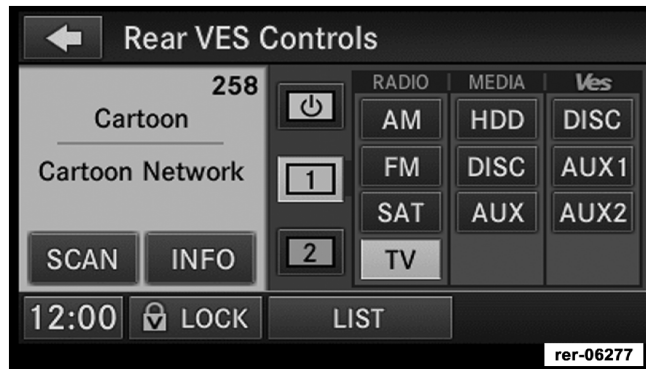 Rear VES Controls
258
Cartoon
Cartoon Network
SCAN INFO
1
2
RADIO MEDIA Ves
AM HDD DISC
FM DISC AUX1
SAT AUX AUX2
TV
12:00 LOCK LIST
rer-06277